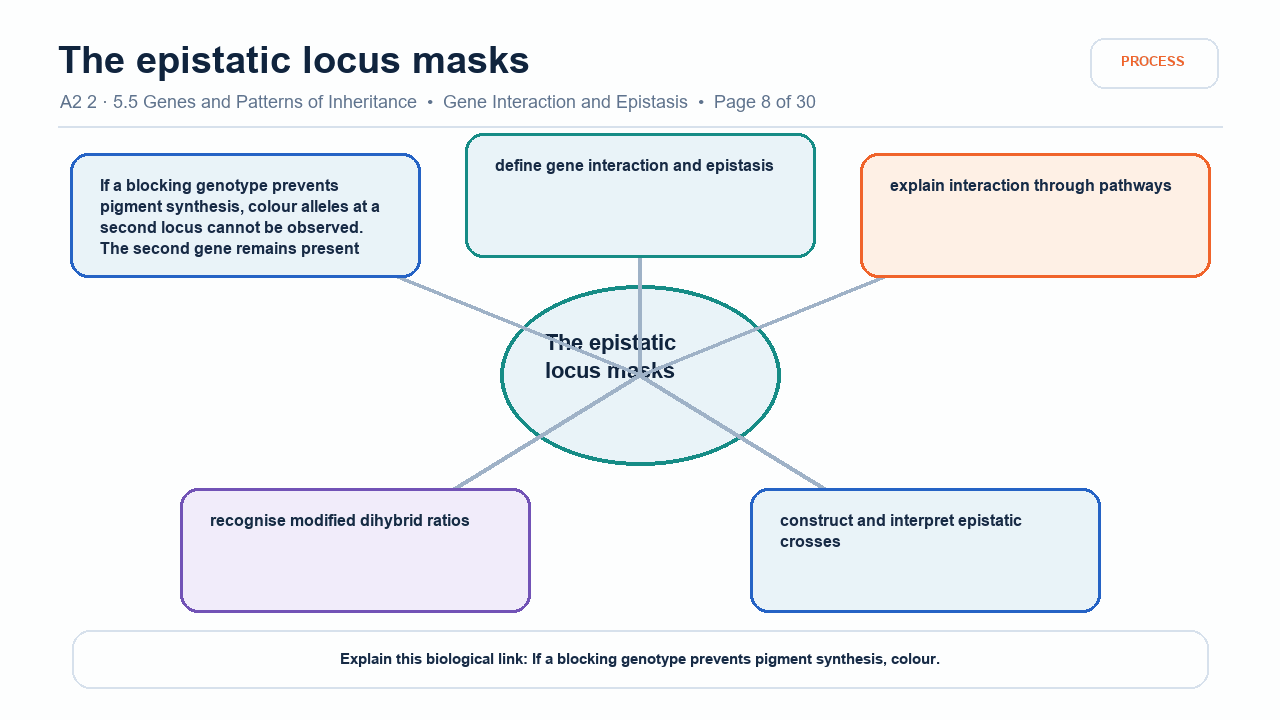 The epistatic locus masks
PROCESS
A2 2 · 5.5 Genes and Patterns of Inheritance • Gene Interaction and Epistasis • Page 8 of 30
If a blocking genotype prevents
pigment synthesis, colour alleles at a
second locus cannot be observed.
The second gene remains present
define gene interaction and epistasis
explain interaction through pathways
The epistatic
locus masks
recognise modified dihybrid ratios
construct and interpret epistatic
crosses
Explain this biological link: If a blocking genotype prevents pigment synthesis, colour.